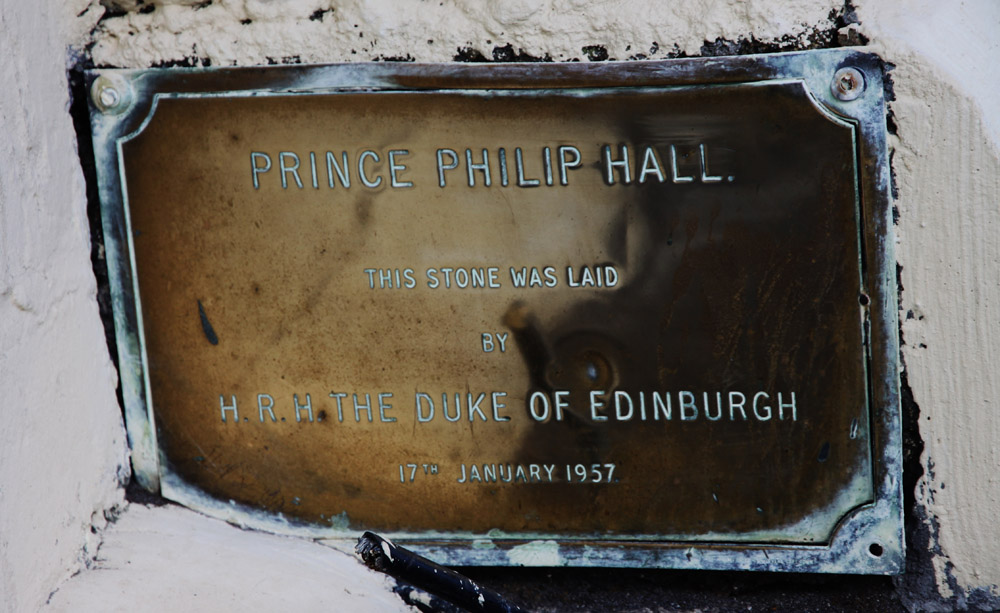 PRINCE PHILIP HALL.
THIS STONE WAS LAID
BY
H.R.H. THE DUKE OF EDINBURGH
17TH JANUARY 1957.